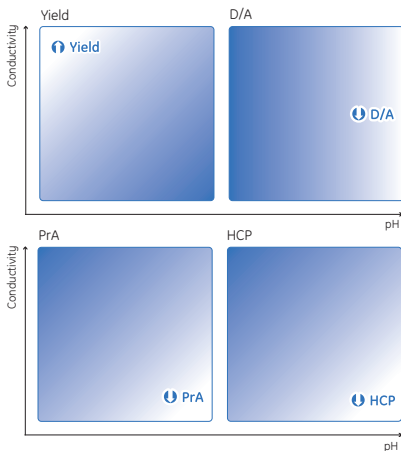 Yield
D/A
Conductivity
Yield
D/A
pH
PrA
HCP
Conductivity
PrA
HCP
pH